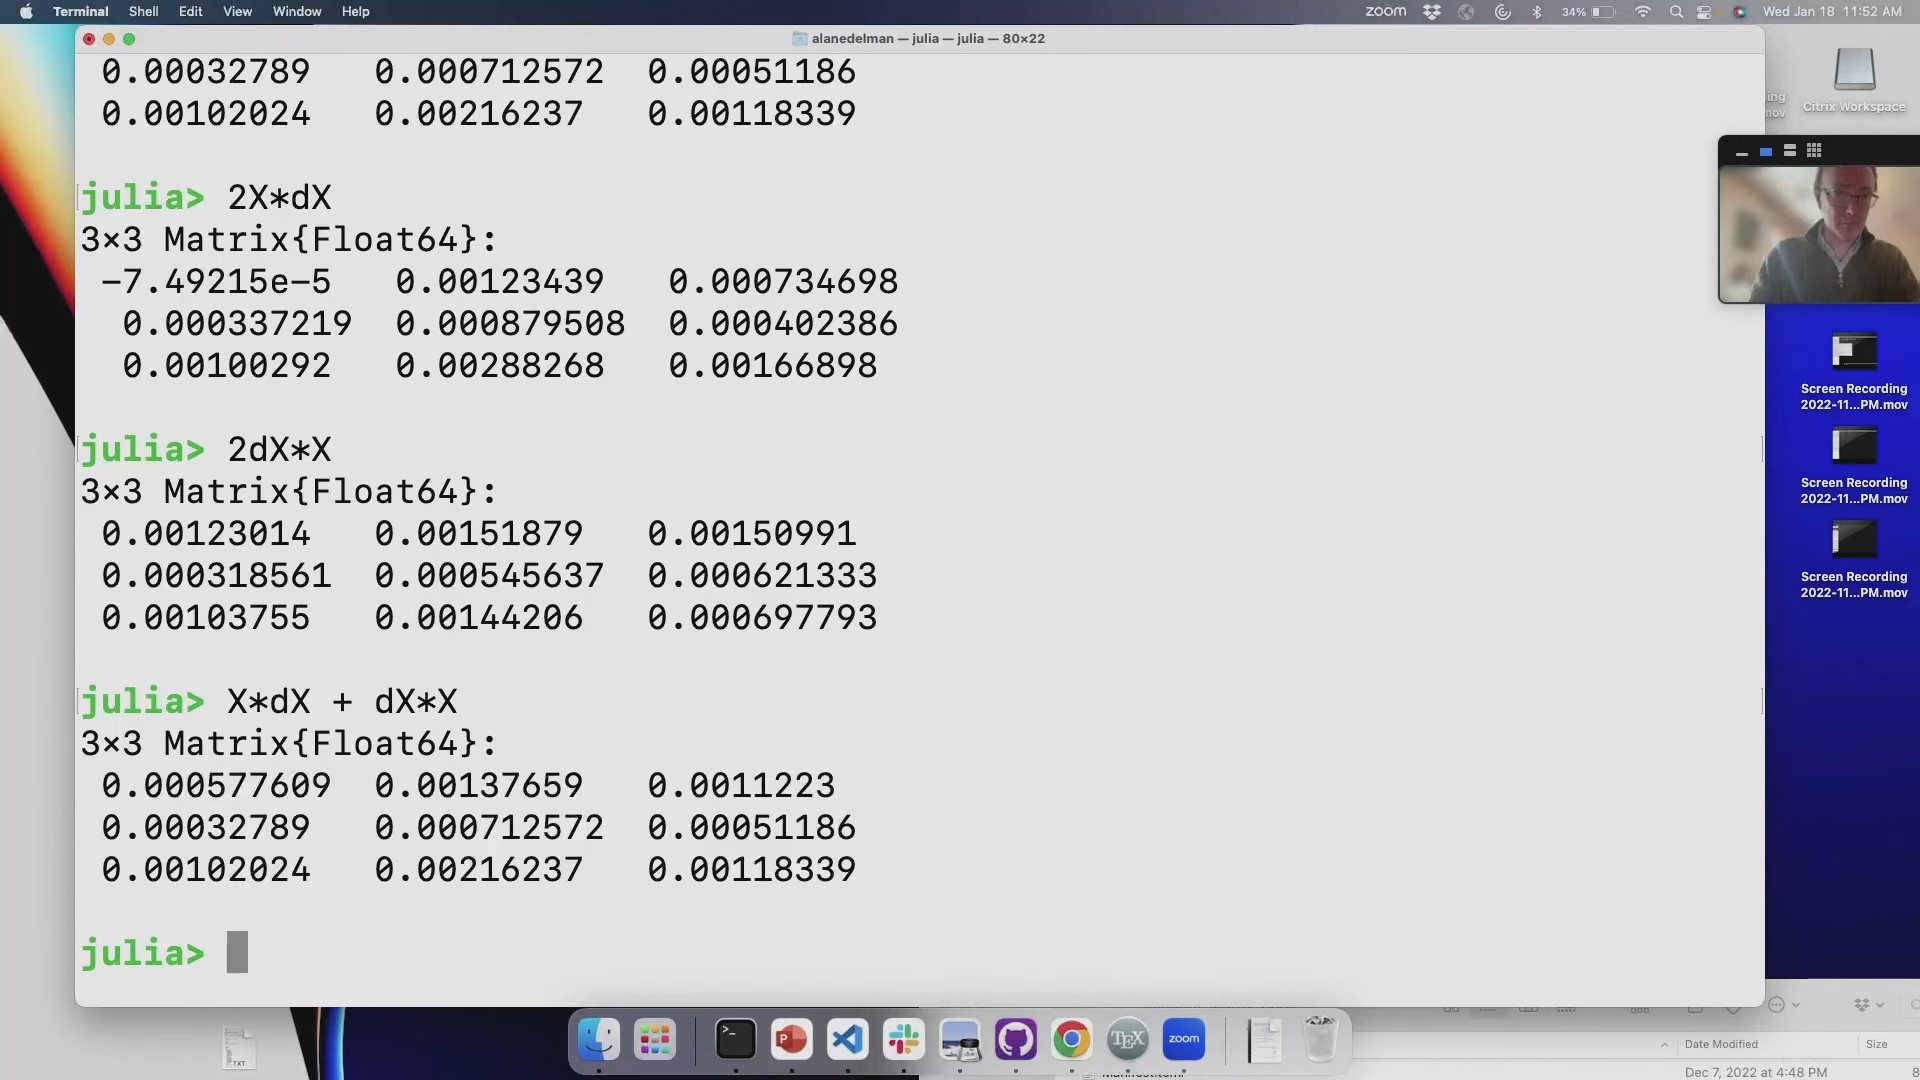 Terminal Shell Edit View Window Help zoom 34% Wed Jan 18 11:52 AM
alanedelman — julia — julia — 80×22
0.00032789 0.000712572 0.00051186
0.00102024 0.00216237 0.00118339
julia> 2X*dX
3×3 Matrix{Float64}:
−7.49215e−5 0.00123439 0.000734698
0.000337219 0.000879508 0.000402386
0.00100292 0.00288268 0.00166898
julia> 2dX*X
3×3 Matrix{Float64}:
0.00123014 0.00151879 0.00150991
0.000318561 0.000545637 0.000621333
0.00103755 0.00144206 0.000697793
julia> X*dX + dX*X
3×3 Matrix{Float64}:
0.000577609 0.00137659 0.0011223
0.00032789 0.000712572 0.00051186
0.00102024 0.00216237 0.00118339
julia>
ing
mov
Citrix Workspace
Screen Recording
2022-11...PM.mov
Screen Recording
2022-11...PM.mov
Screen Recording
2022-11...PM.mov
TXT
TEX
zoom
Date Modified Size
Dec 7, 2022 at 4:48 PM 8